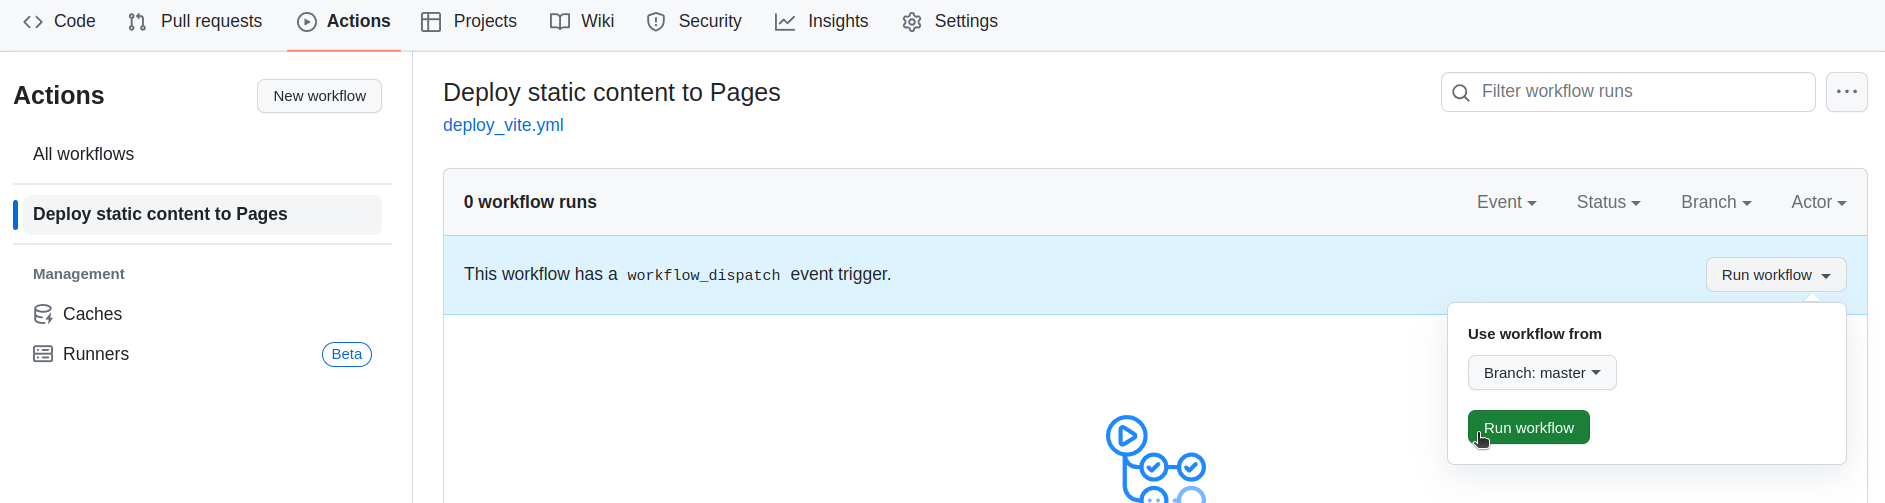 Code Pull requests Actions Projects Wiki Security Insights Settings
Actions
New workflow
All workflows
Deploy static content to Pages
Management
Caches
Runners Beta
Deploy static content to Pages
deploy_vite.yml
Filter workflow runs
0 workflow runs
Event Status Branch Actor
This workflow has a workflow_dispatch event trigger.
Run workflow
Use workflow from
Branch: master
Run workflow